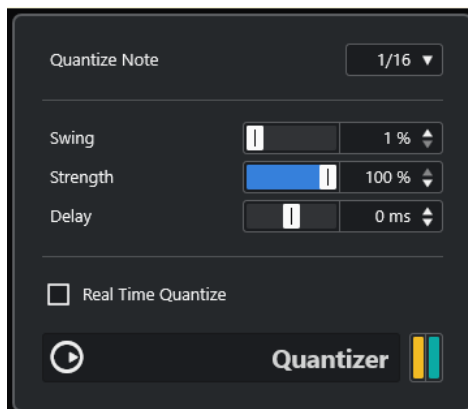 Quantize Note 1/16
Swing 1 %
Strength 100 %
Delay 0 ms
Real Time Quantize
Quantizer